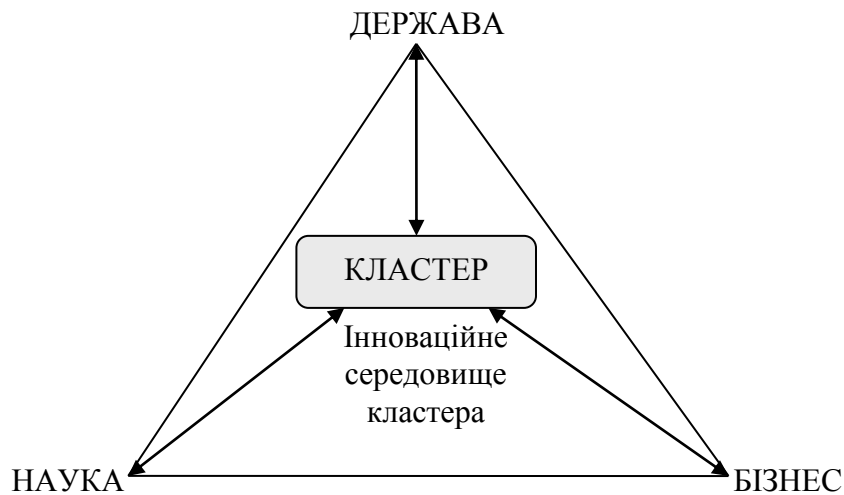 ДЕРЖАВА
КЛАСТЕР
Інноваційне
середовище
кластера
НАУКА
БІЗНЕС